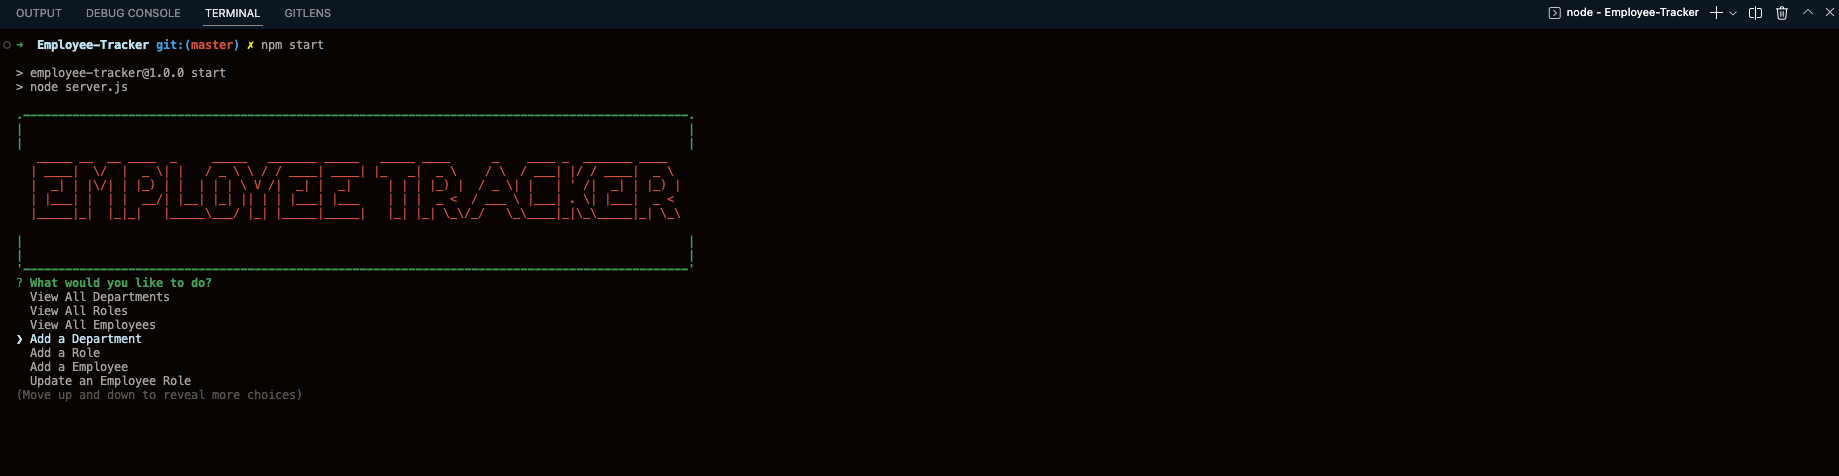 OUTPUT DEBUG CONSOLE TERMINAL GITLENS node - Employee-Tracker
➜ Employee-Tracker git:(master) ✗ npm start
> employee-tracker@1.0.0 start
> node server.js
EMPLOYEE TRACKER
? What would you like to do?
View All Departments
View All Roles
View All Employees
❯ Add a Department
Add a Role
Add a Employee
Update an Employee Role
(Move up and down to reveal more choices)